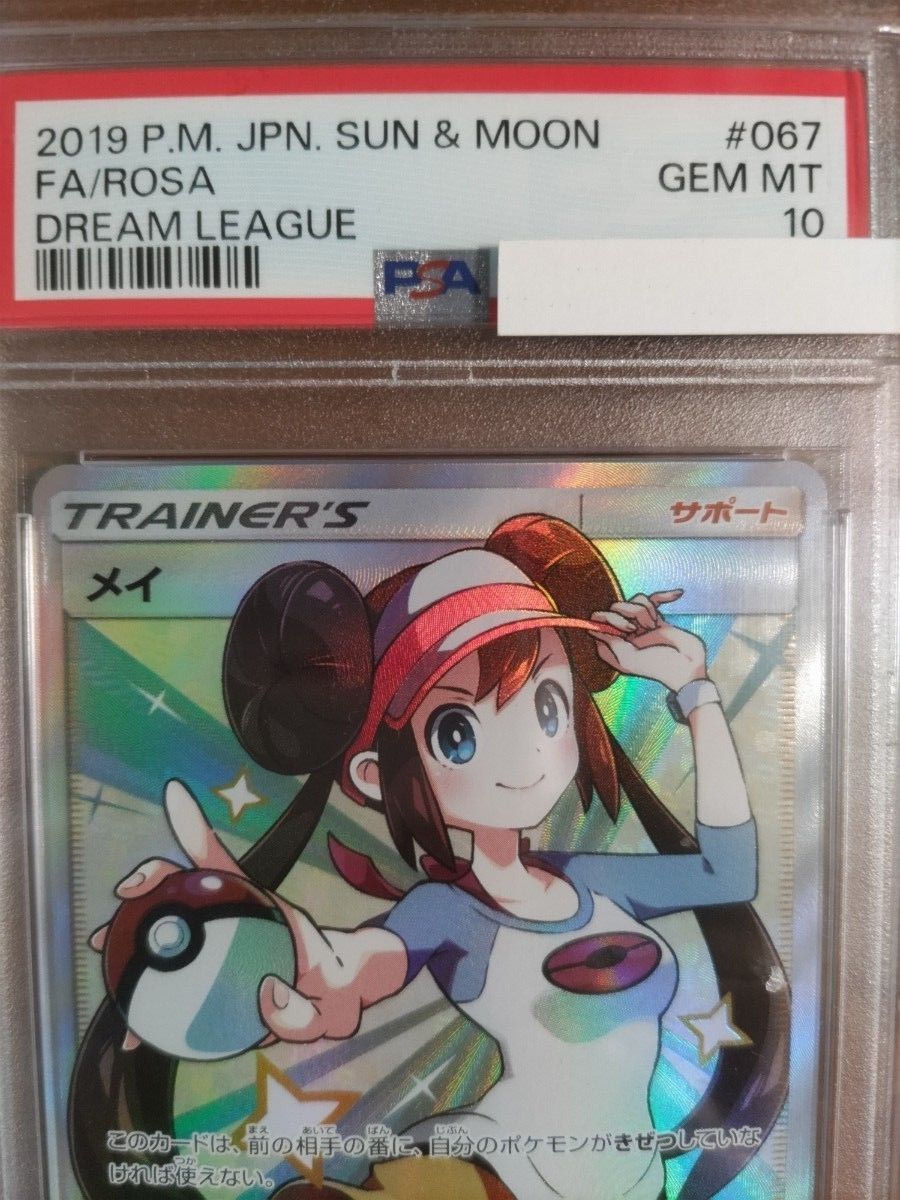 2019 P.M. JPN. SUN & MOON #067
FA/ROSA GEM MT
DREAM LEAGUE 10
PSA
TRAINER'S サポート
メイ
このカードは、前の相手の番に、自分のポケモンがきぜつしていな
ければ使えない。